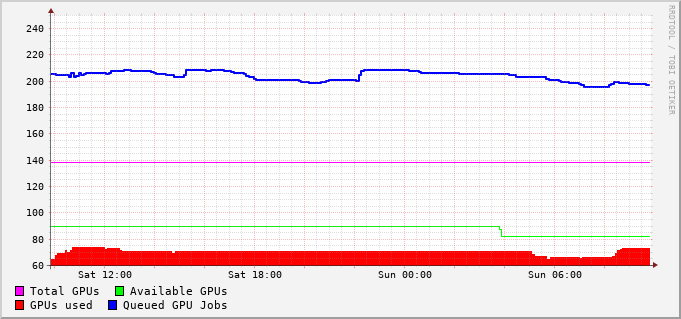 RRDTOOL / TOBI OETIKER
240
220
200
180
160
140
120
100
80
60
Sat 12:00 Sat 18:00 Sun 00:00 Sun 06:00
Total GPUs Available GPUs
GPUs used Queued GPU Jobs